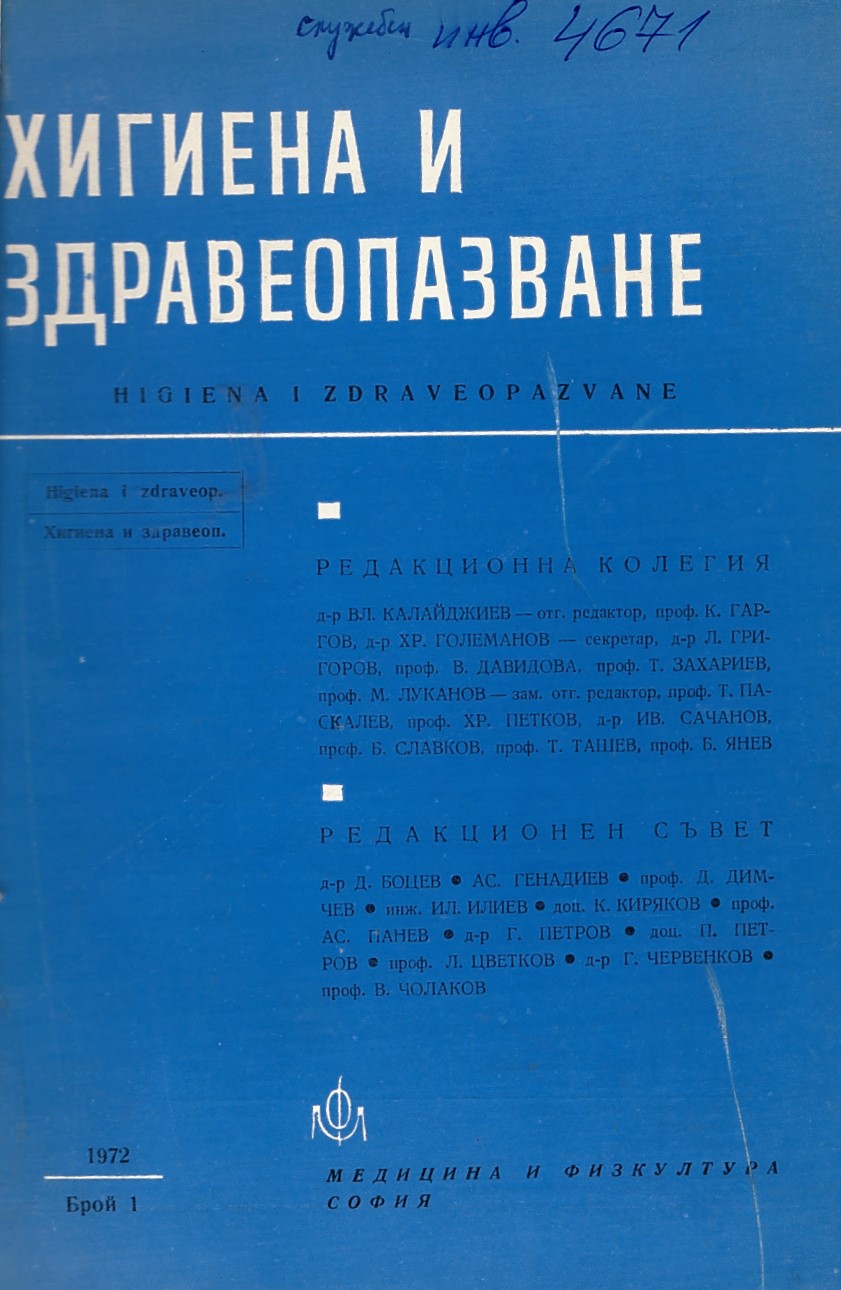 служебен инв. 4671
ХИГИЕНА И
ЗДРАВЕОПАЗВАНЕ
HIGIENA I ZDRAVEOPAZVANE
Higiena i zdraveop.
Хигиена и здравеоп.
РЕДАКЦИОННА КОЛЕГИЯ
д-р ВЛ. КАЛАЙДЖИЕВ — отг. редактор, проф. К. ГАР-
ГОВ, д-р ХР. ГОЛЕМАНОВ — секретар, д-р Л. ГРИ-
ГОРОВ, проф. В. ДАВИДОВА, проф. Т. ЗАХАРИЕВ,
проф. М. ЛУКАНОВ — зам. отг. редактор, проф. Т. ПА-
СКАЛЕВ, проф. ХР. ПЕТКОВ, д-р ИВ. САЧАНОВ,
проф. Б. СЛАВКОВ, проф. Т. ТАШЕВ, проф. Б. ЯНЕВ
РЕДАКЦИОНЕН СЪВЕТ
д-р Д. БОЦЕВ ● АС. ГЕНАДИЕВ ● проф. Д. ДИМ-
ЧЕВ ● инж. ИЛ. ИЛИЕВ ● доц. К. КИРЯКОВ ● проф.
АС. ПАНЕВ ● д-р Г. ПЕТРОВ ● доц. П. ПЕТ-
РОВ ● проф. Л. ЦВЕТКОВ ● д-р Г. ЧЕРВЕНКОВ ●
проф. В. ЧОЛАКОВ
1972
Брой 1
МЕДИЦИНА И ФИЗКУЛТУРА
СОФИЯ